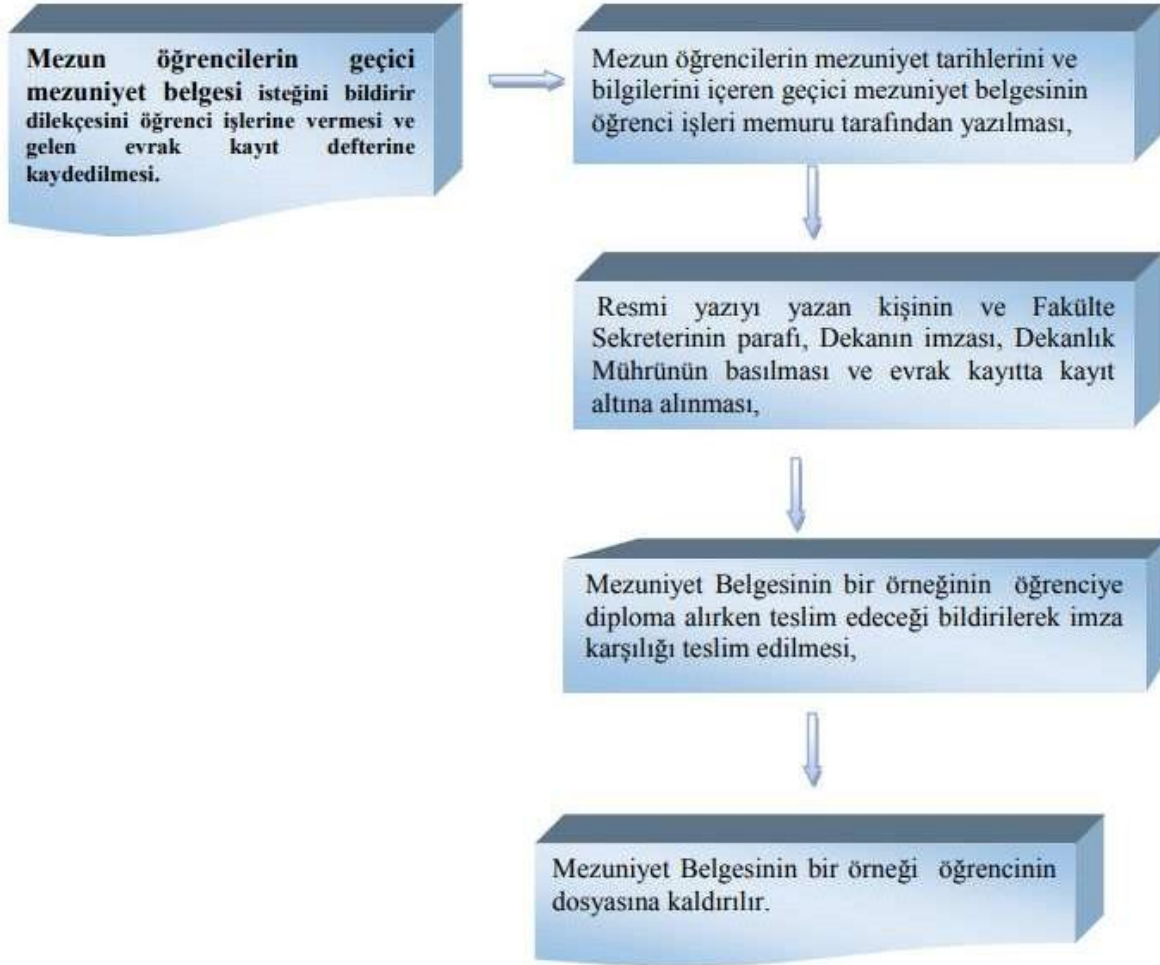 Mezun öğrencilerin geçici
mezuniyet belgesi isteğini bildirir
dilekçesini öğrenci işlerine vermesi ve
gelen evrak kayıt defterine
kaydedilmesi.
Mezun öğrencilerin mezuniyet tarihlerini ve
bilgilerini içeren geçici mezuniyet belgesinin
öğrenci işleri memuru tarafından yazılması,
Resmi yazıyı yazan kişinin ve Fakülte
Sekreterinin parafı, Dekanın imzası, Dekanlık
Mührünün basılması ve evrak kayıtta kayıt
altına alınması,
Mezuniyet Belgesinin bir örneğinin öğrenciye
diploma alırken teslim edeceği bildirilerek imza
karşılığı teslim edilmesi,
Mezuniyet Belgesinin bir örneği öğrencinin
dosyasına kaldırılır.